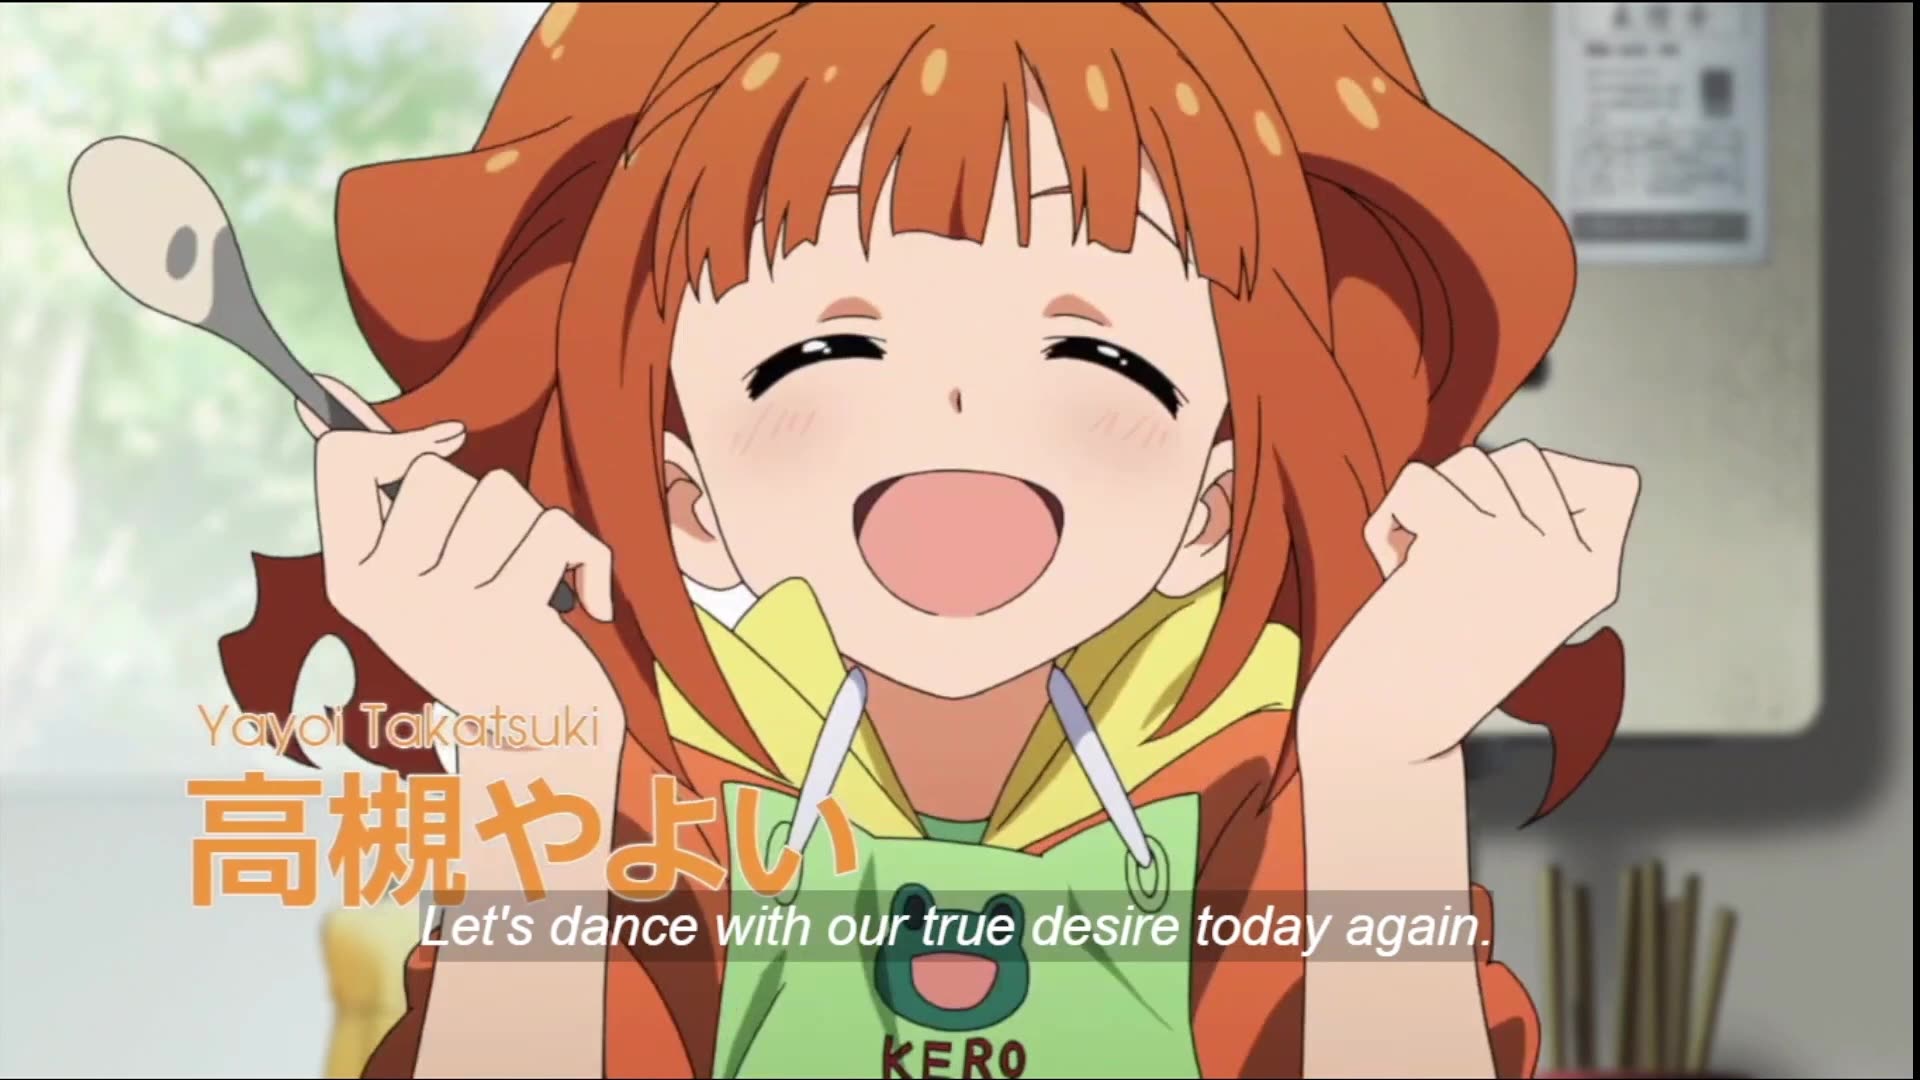 Yayoi Takatsuki
高槻やよい
Let's dance with our true desire today again.
KERO